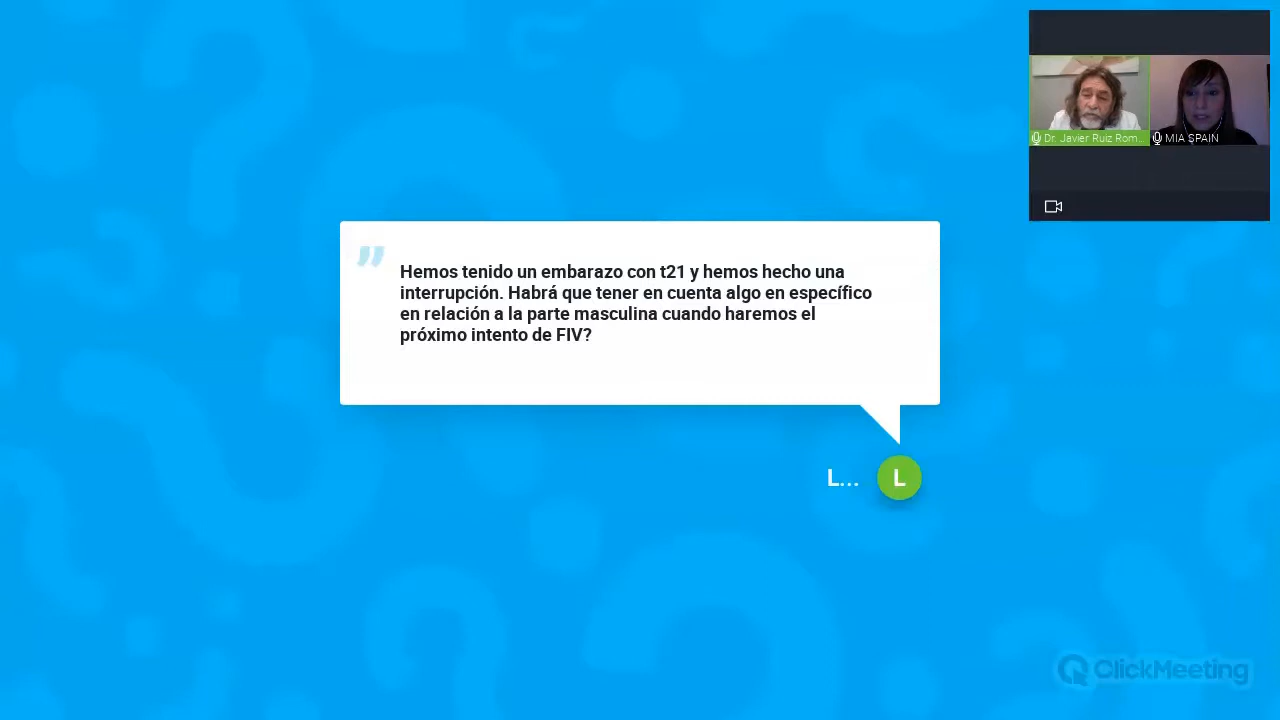 Dr. Javier Ruiz Rom...
MIA SPAIN
Hemos tenido un embarazo con t21 y hemos hecho una
interrupción. Habrá que tener en cuenta algo en específico
en relación a la parte masculina cuando haremos el
próximo intento de FIV?
L...
L
ClickMeeting